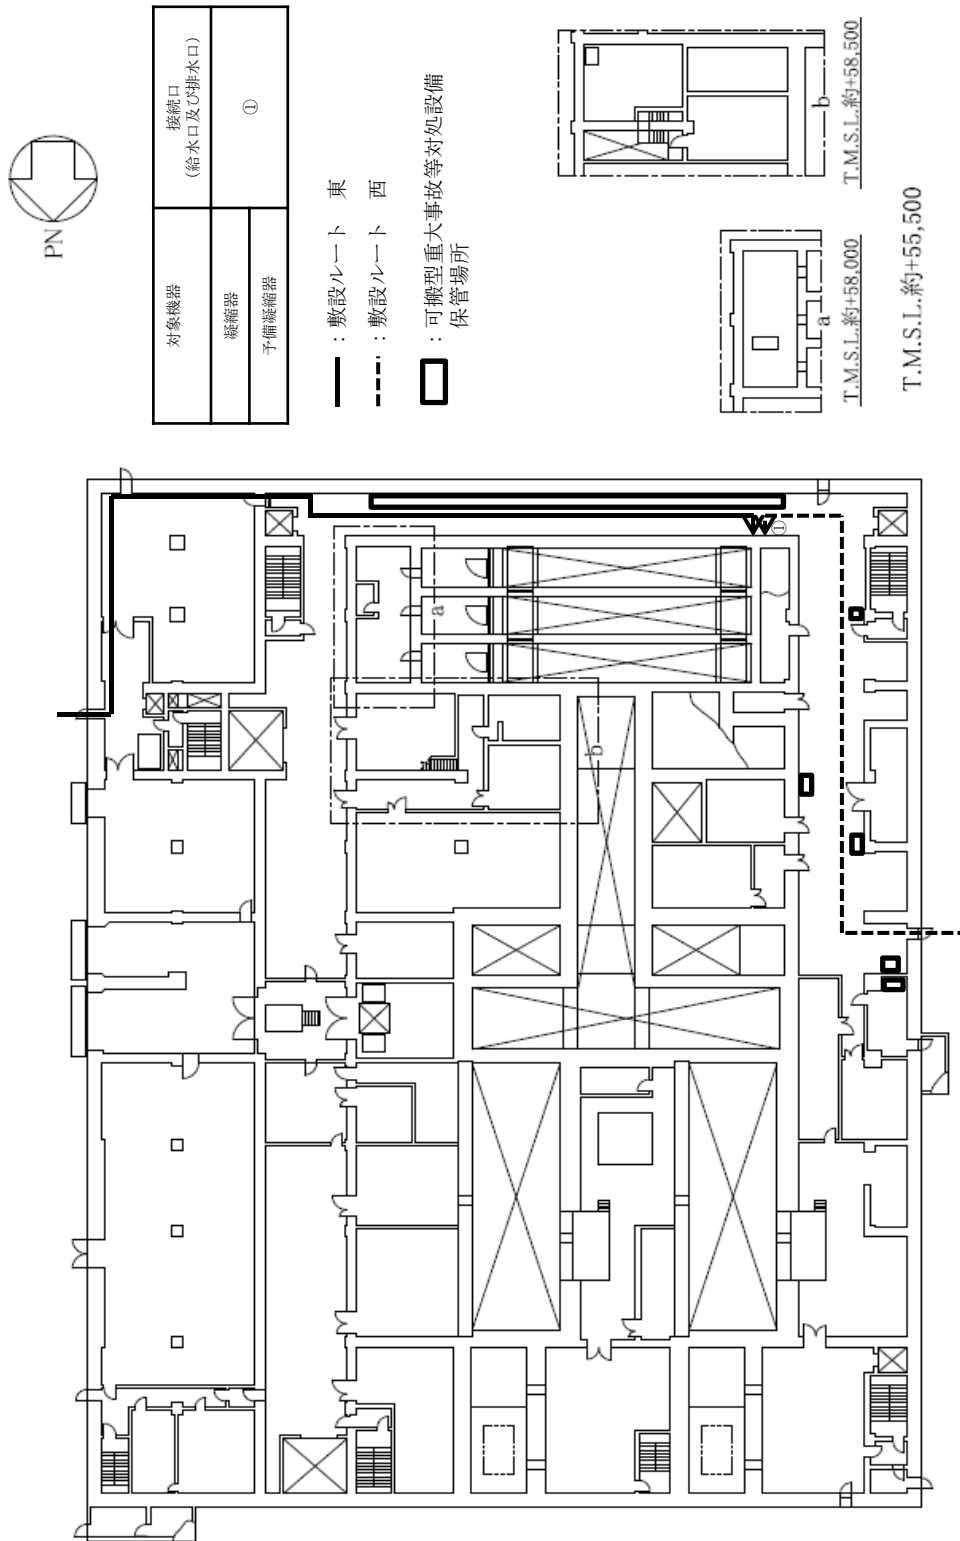 PN
対象機器
接続口
(給水口及び排水口)
凝縮器
予備凝縮器
①
：敷設ルート 東
：敷設ルート 西
：可搬型重大事故等対処設備
保管場所
a
T.M.S.L.約+58,000
b
T.M.S.L.約+58,500
T.M.S.L.約+55,500
①
a
b